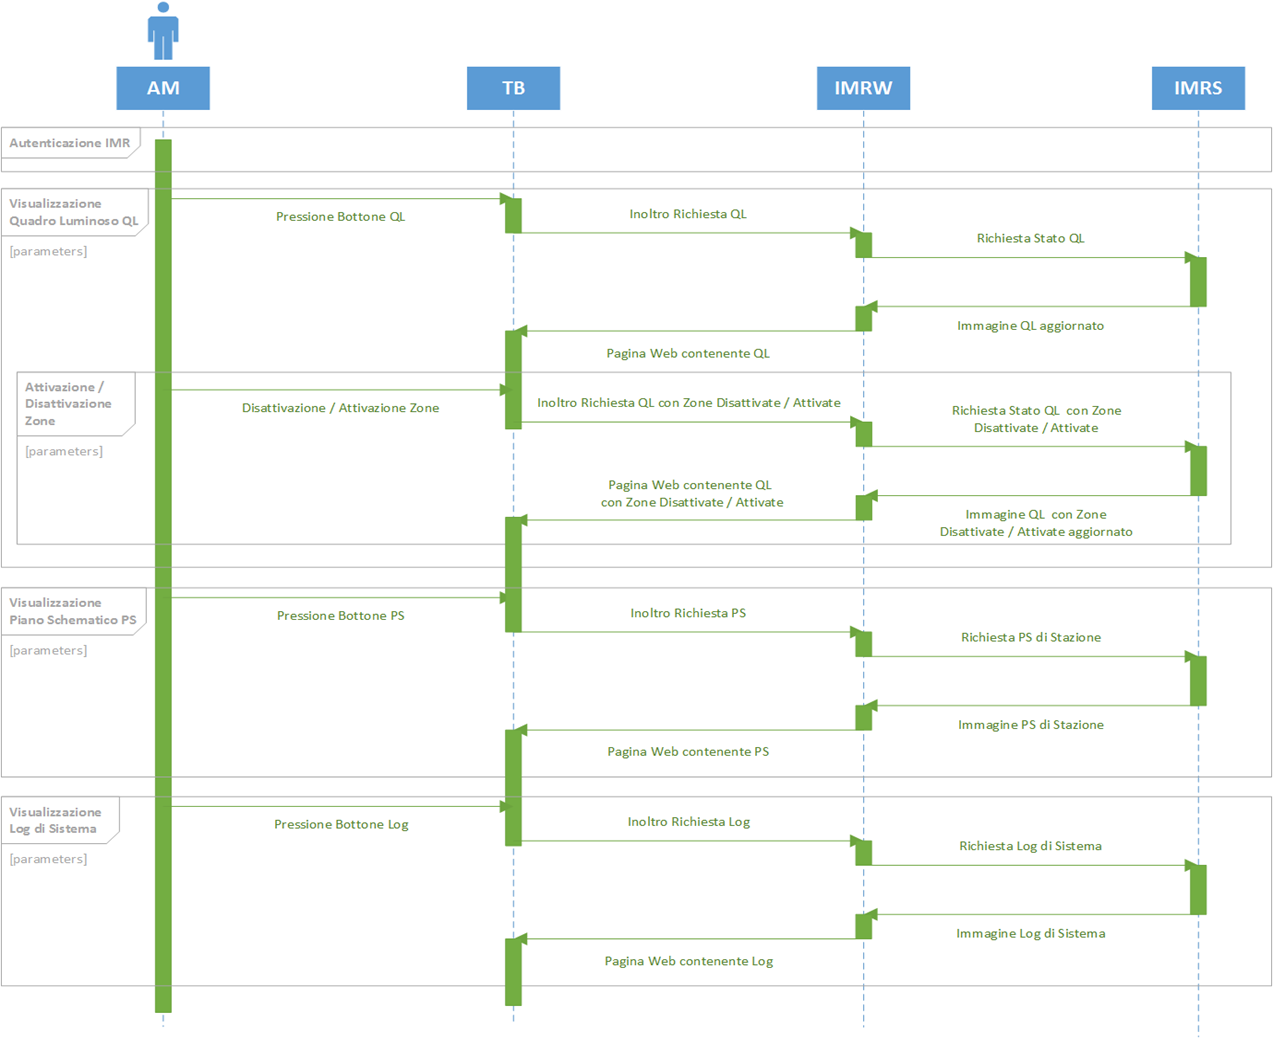 AM
TB
IMRW
IMRS
Autenticazione IMR
Visualizzazione
Quadro Luminoso QL
[parameters]
Pressione Bottone QL
Inoltro Richiesta QL
Richiesta Stato QL
Immagine QL aggiornato
Pagina Web contenente QL
Attivazione /
Disattivazione
Zone
[parameters]
Disattivazione / Attivazione Zone
Inoltro Richiesta QL con Zone Disattivate / Attivate
Richiesta Stato QL con Zone
Disattivate / Attivate
Pagina Web contenente QL
con Zone Disattivate / Attivate
Immagine QL con Zone
Disattivate / Attivate aggiornato
Visualizzazione
Piano Schematico PS
[parameters]
Pressione Bottone PS
Inoltro Richiesta PS
Richiesta PS di Stazione
Immagine PS di Stazione
Pagina Web contenente PS
Visualizzazione
Log di Sistema
[parameters]
Pressione Bottone Log
Inoltro Richiesta Log
Richiesta Log di Sistema
Immagine Log di Sistema
Pagina Web contenente Log